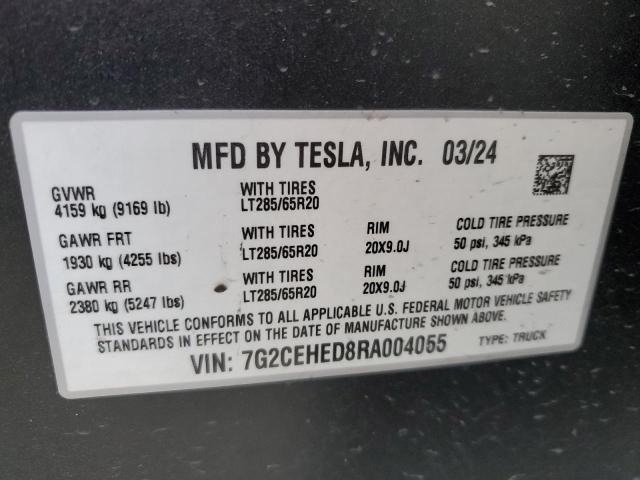 MFD BY TESLA, INC. 03/24
GVWR WITH TIRES
4159 kg (9169 lb) LT285/65R20
GAWR FRT WITH TIRES RIM COLD TIRE PRESSURE
1930 kg (4255 lbs) LT285/65R20 20X9.0J 50 psi, 345 kPa
GAWR RR WITH TIRES RIM COLD TIRE PRESSURE
2380 kg (5247 lbs) LT285/65R20 20X9.0J 50 psi, 345 kPa
THIS VEHICLE CONFORMS TO ALL APPLICABLE U.S. FEDERAL MOTOR VEHICLE SAFETY
STANDARDS IN EFFECT ON THE DATE OF MANUFACTURE SHOWN ABOVE.
VIN: 7G2CEHED8RA004055 TYPE: TRUCK